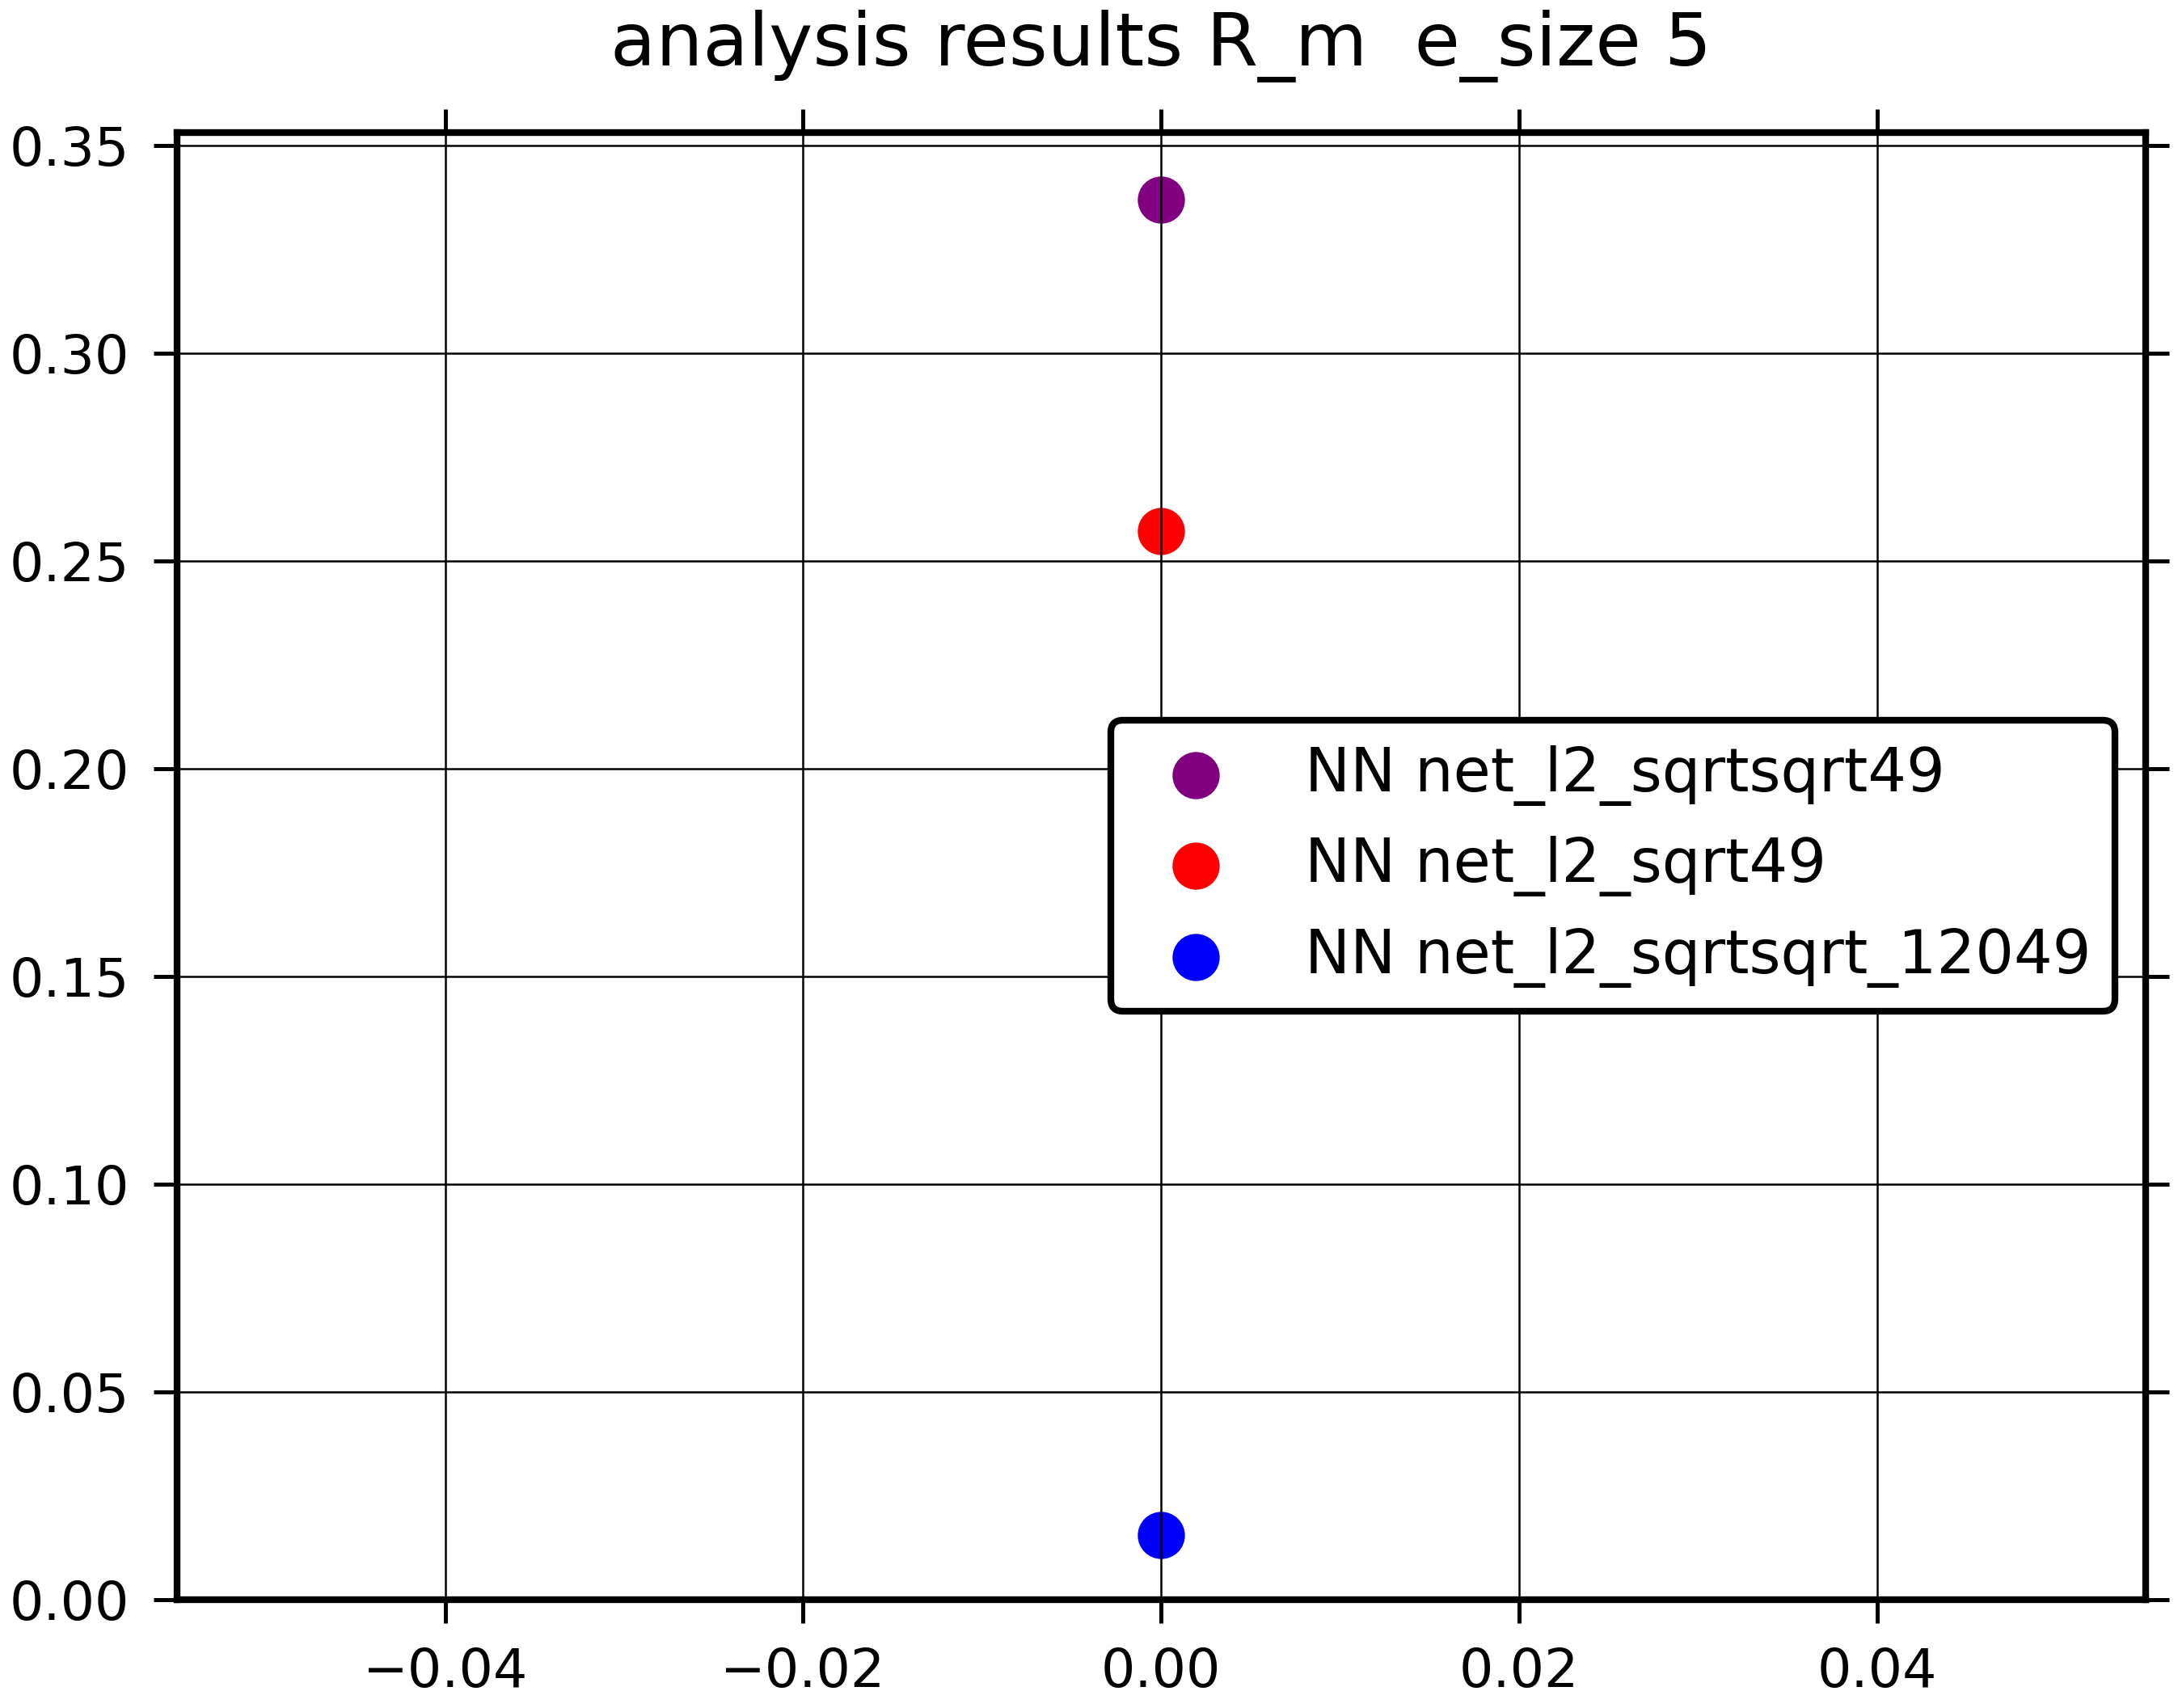 analysis results R_m  e_size 5
0.35
0.30
0.25
0.20
0.15
0.10
0.05
0.00
NN net_l2_sqrtsqrt49
NN net_l2_sqrt49
NN net_l2_sqrtsqrt_12049
−0.04 −0.02 0.00 0.02 0.04